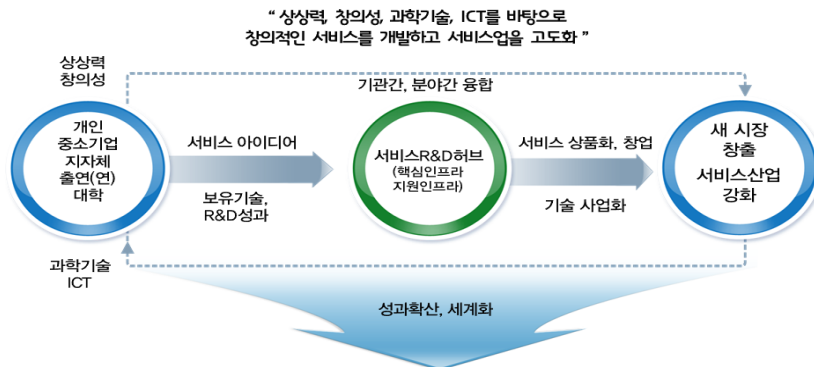 “ 상상력, 창의성, 과학기술, ICT를 바탕으로
창의적인 서비스를 개발하고 서비스업을 고도화 ”
상상력
창의성
기관간, 분야간 융합
개인
중소기업
지자체
출연(연)
대학
서비스 아이디어
보유기술,
R&D성과
서비스R&D허브
(핵심인프라
지원인프라)
서비스 상품화, 창업
기술 사업화
새 시장
창출
서비스산업
강화
과학기술
ICT
성과확산, 세계화